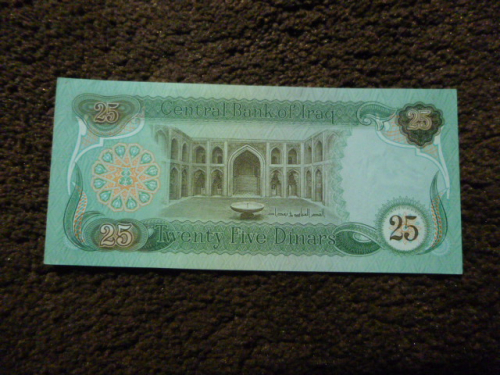 25 Central Bank of Iraq 25
25 Twenty Five Dinars 25